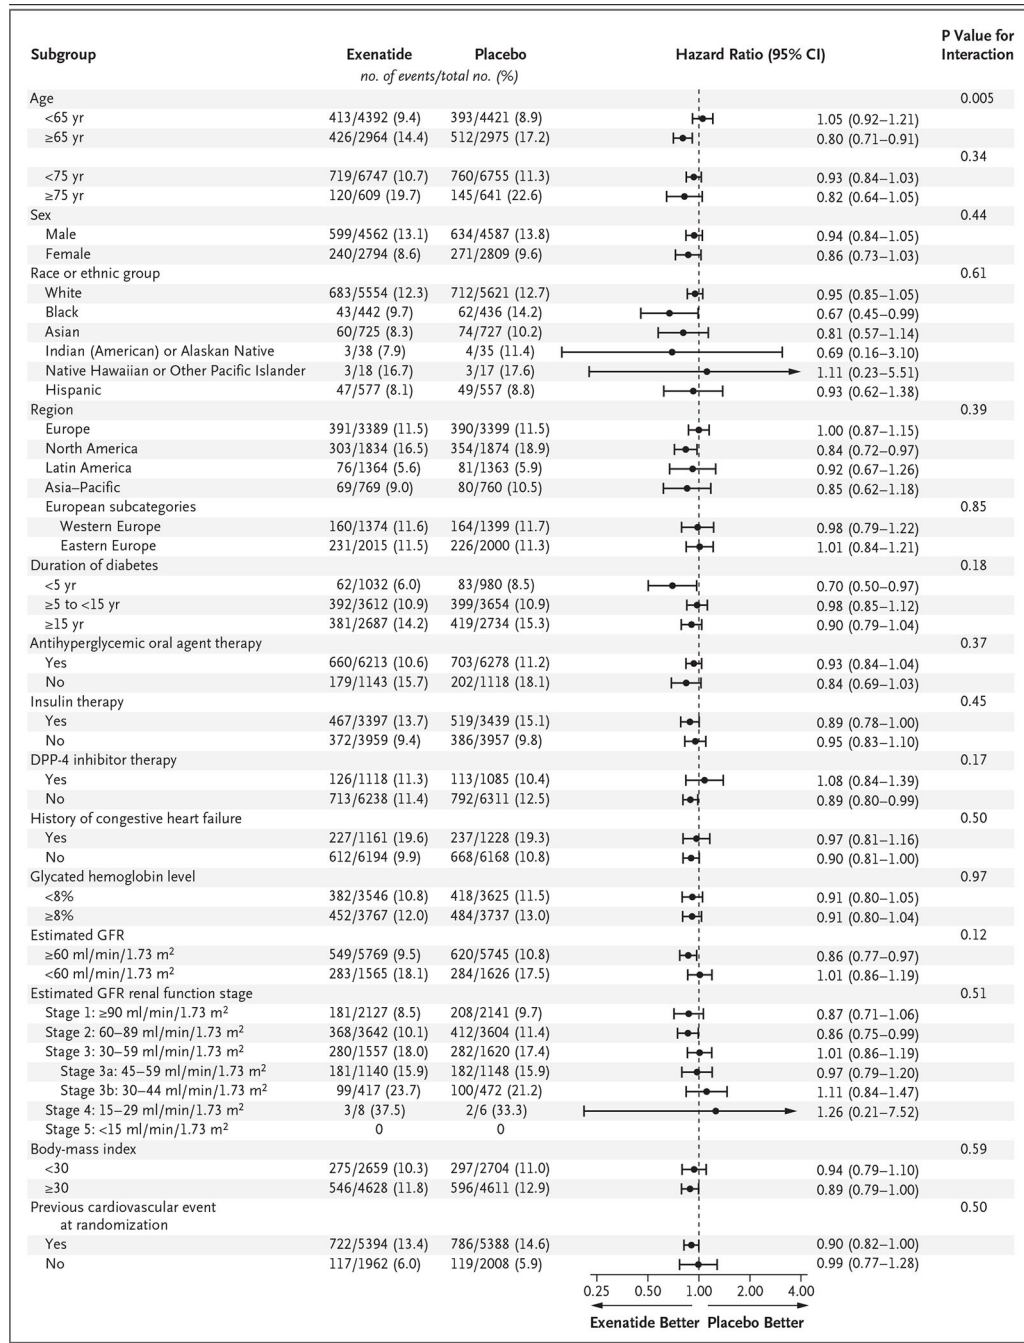 Subgroup Exenatide Placebo Hazard Ratio (95% CI) P Value for Interaction
no. of events/total no. (%)
Age 0.005
<65 yr 413/4392 (9.4) 393/4421 (8.9) 1.05 (0.92–1.21)
≥65 yr 426/2964 (14.4) 512/2975 (17.2) 0.80 (0.71–0.91)
0.34
<75 yr 719/6747 (10.7) 760/6755 (11.3) 0.93 (0.84–1.03)
≥75 yr 120/609 (19.7) 145/641 (22.6) 0.82 (0.64–1.05)
Sex 0.44
Male 599/4562 (13.1) 634/4587 (13.8) 0.94 (0.84–1.05)
Female 240/2794 (8.6) 271/2809 (9.6) 0.86 (0.73–1.03)
Race or ethnic group 0.61
White 683/5554 (12.3) 712/5621 (12.7) 0.95 (0.85–1.05)
Black 43/442 (9.7) 62/436 (14.2) 0.67 (0.45–0.99)
Asian 60/725 (8.3) 74/727 (10.2) 0.81 (0.57–1.14)
Indian (American) or Alaskan Native 3/38 (7.9) 4/35 (11.4) 0.69 (0.16–3.10)
Native Hawaiian or Other Pacific Islander 3/18 (16.7) 3/17 (17.6) 1.11 (0.23–5.51)
Hispanic 47/577 (8.1) 49/557 (8.8) 0.93 (0.62–1.38)
Region 0.39
Europe 391/3389 (11.5) 390/3399 (11.5) 1.00 (0.87–1.15)
North America 303/1834 (16.5) 354/1874 (18.9) 0.84 (0.72–0.97)
Latin America 76/1364 (5.6) 81/1363 (5.9) 0.92 (0.67–1.26)
Asia–Pacific 69/769 (9.0) 80/760 (10.5) 0.85 (0.62–1.18)
European subcategories 0.85
Western Europe 160/1374 (11.6) 164/1399 (11.7) 0.98 (0.79–1.22)
Eastern Europe 231/2015 (11.5) 226/2000 (11.3) 1.01 (0.84–1.21)
Duration of diabetes 0.18
<5 yr 62/1032 (6.0) 83/980 (8.5) 0.70 (0.50–0.97)
≥5 to <15 yr 392/3612 (10.9) 399/3654 (10.9) 0.98 (0.85–1.12)
≥15 yr 381/2687 (14.2) 419/2734 (15.3) 0.90 (0.79–1.04)
Antihyperglycemic oral agent therapy 0.37
Yes 660/6213 (10.6) 703/6278 (11.2) 0.93 (0.84–1.04)
No 179/1143 (15.7) 202/1118 (18.1) 0.84 (0.69–1.03)
Insulin therapy 0.45
Yes 467/3397 (13.7) 519/3439 (15.1) 0.89 (0.78–1.00)
No 372/3959 (9.4) 386/3957 (9.8) 0.95 (0.83–1.10)
DPP-4 inhibitor therapy 0.17
Yes 126/1118 (11.3) 113/1085 (10.4) 1.08 (0.84–1.39)
No 713/6238 (11.4) 792/6311 (12.5) 0.89 (0.80–0.99)
History of congestive heart failure 0.50
Yes 227/1161 (19.6) 237/1228 (19.3) 0.97 (0.81–1.16)
No 612/6194 (9.9) 668/6168 (10.8) 0.90 (0.81–1.00)
Glycated hemoglobin level 0.97
<8% 382/3546 (10.8) 418/3625 (11.5) 0.91 (0.80–1.05)
≥8% 452/3767 (12.0) 484/3737 (13.0) 0.91 (0.80–1.04)
Estimated GFR 0.12
≥60 ml/min/1.73 m² 549/5769 (9.5) 620/5745 (10.8) 0.86 (0.77–0.97)
<60 ml/min/1.73 m² 283/1565 (18.1) 284/1626 (17.5) 1.01 (0.86–1.19)
Estimated GFR renal function stage 0.51
Stage 1: ≥90 ml/min/1.73 m² 181/2127 (8.5) 208/2141 (9.7) 0.87 (0.71–1.06)
Stage 2: 60–89 ml/min/1.73 m² 368/3642 (10.1) 412/3604 (11.4) 0.86 (0.75–0.99)
Stage 3: 30–59 ml/min/1.73 m² 280/1557 (18.0) 282/1620 (17.4) 1.01 (0.86–1.19)
Stage 3a: 45–59 ml/min/1.73 m² 181/1140 (15.9) 182/1148 (15.9) 0.97 (0.79–1.20)
Stage 3b: 30–44 ml/min/1.73 m² 99/417 (23.7) 100/472 (21.2) 1.11 (0.84–1.47)
Stage 4: 15–29 ml/min/1.73 m² 3/8 (37.5) 2/6 (33.3) 1.26 (0.21–7.52)
Stage 5: <15 ml/min/1.73 m² 0 0
Body-mass index 0.59
<30 275/2659 (10.3) 297/2704 (11.0) 0.94 (0.79–1.10)
≥30 546/4628 (11.8) 596/4611 (12.9) 0.89 (0.79–1.00)
Previous cardiovascular event 0.50
at randomization
Yes 722/5394 (13.4) 786/5388 (14.6) 0.90 (0.82–1.00)
No 117/1962 (6.0) 119/2008 (5.9) 0.99 (0.77–1.28)
0.25 0.50 1.00 2.00 4.00
Exenatide Better Placebo Better